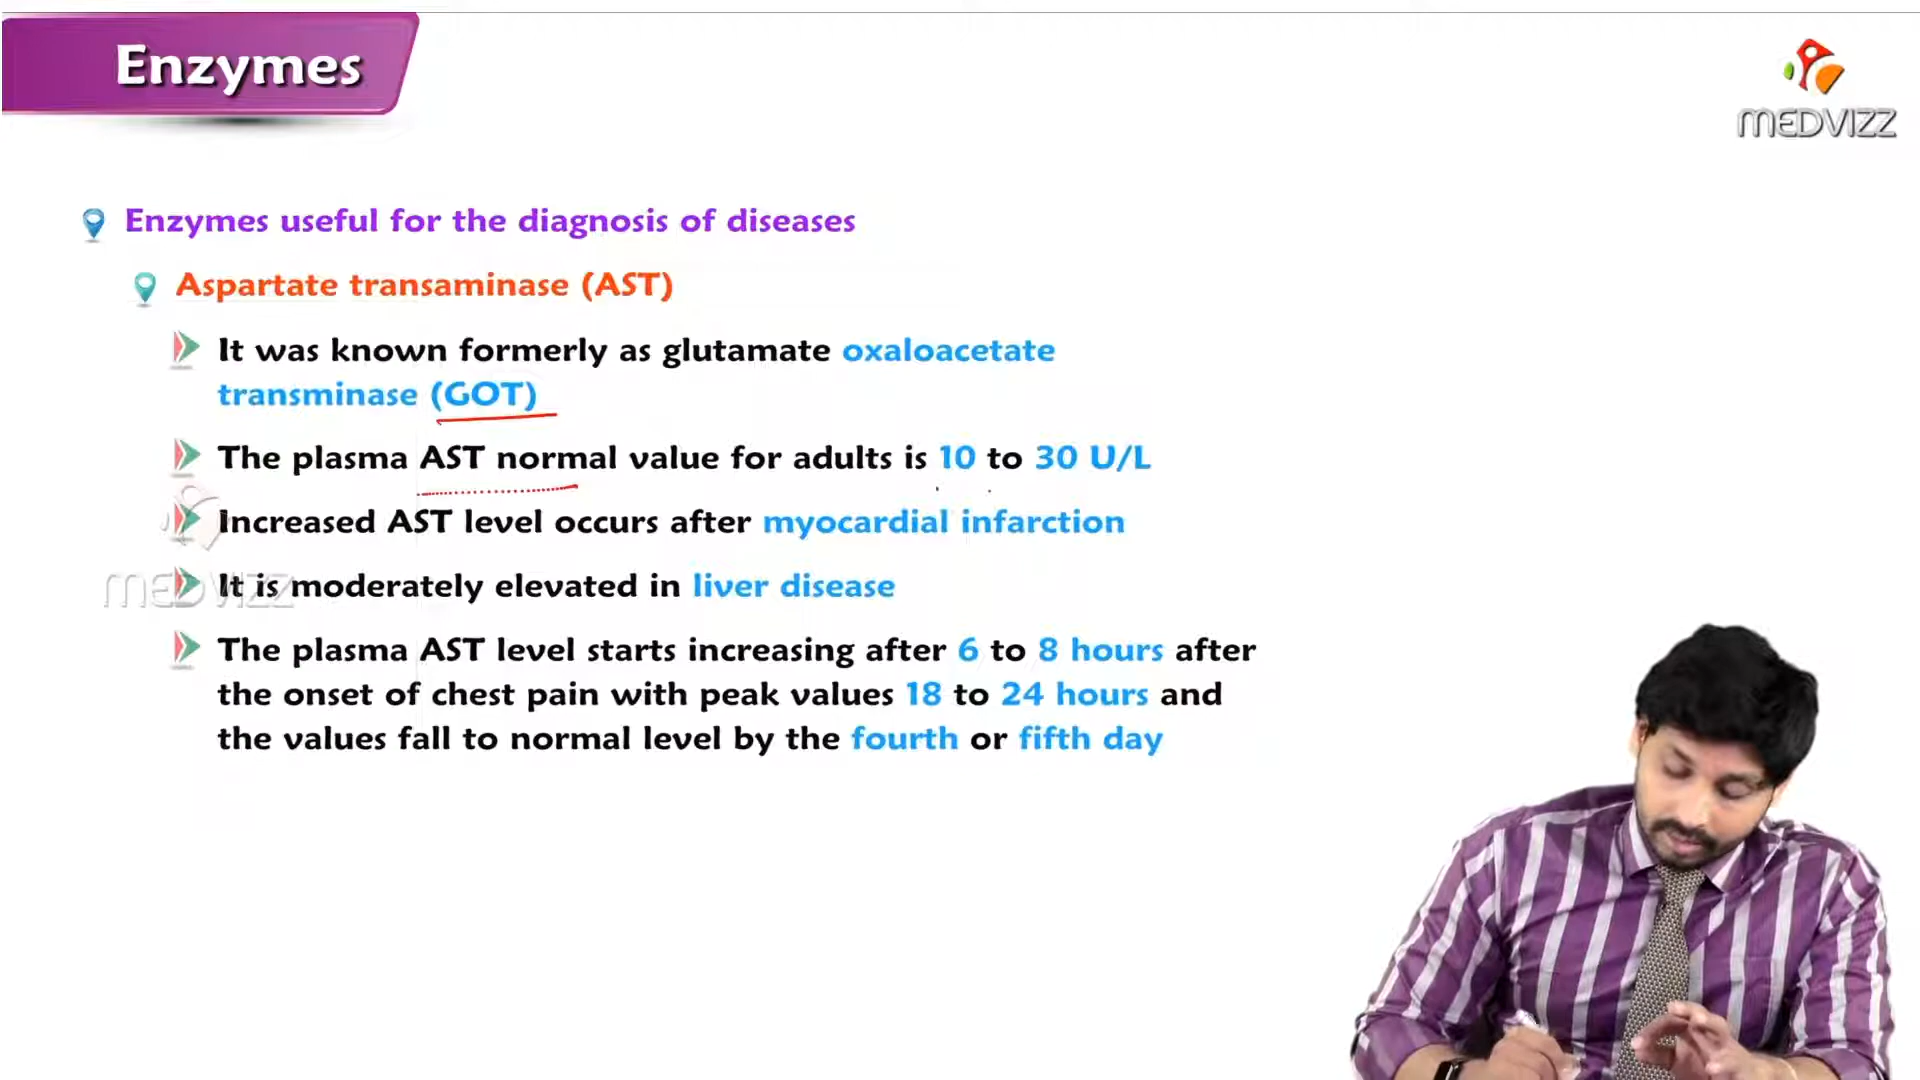 Enzymes
MEDVIZZ
Enzymes useful for the diagnosis of diseases
Aspartate transaminase (AST)
It was known formerly as glutamate oxaloacetate
transminase (GOT)
The plasma AST normal value for adults is 10 to 30 U/L
Increased AST level occurs after myocardial infarction
It is moderately elevated in liver disease
MEDVIZZ
The plasma AST level starts increasing after 6 to 8 hours after
the onset of chest pain with peak values 18 to 24 hours and
the values fall to normal level by the fourth or fifth day